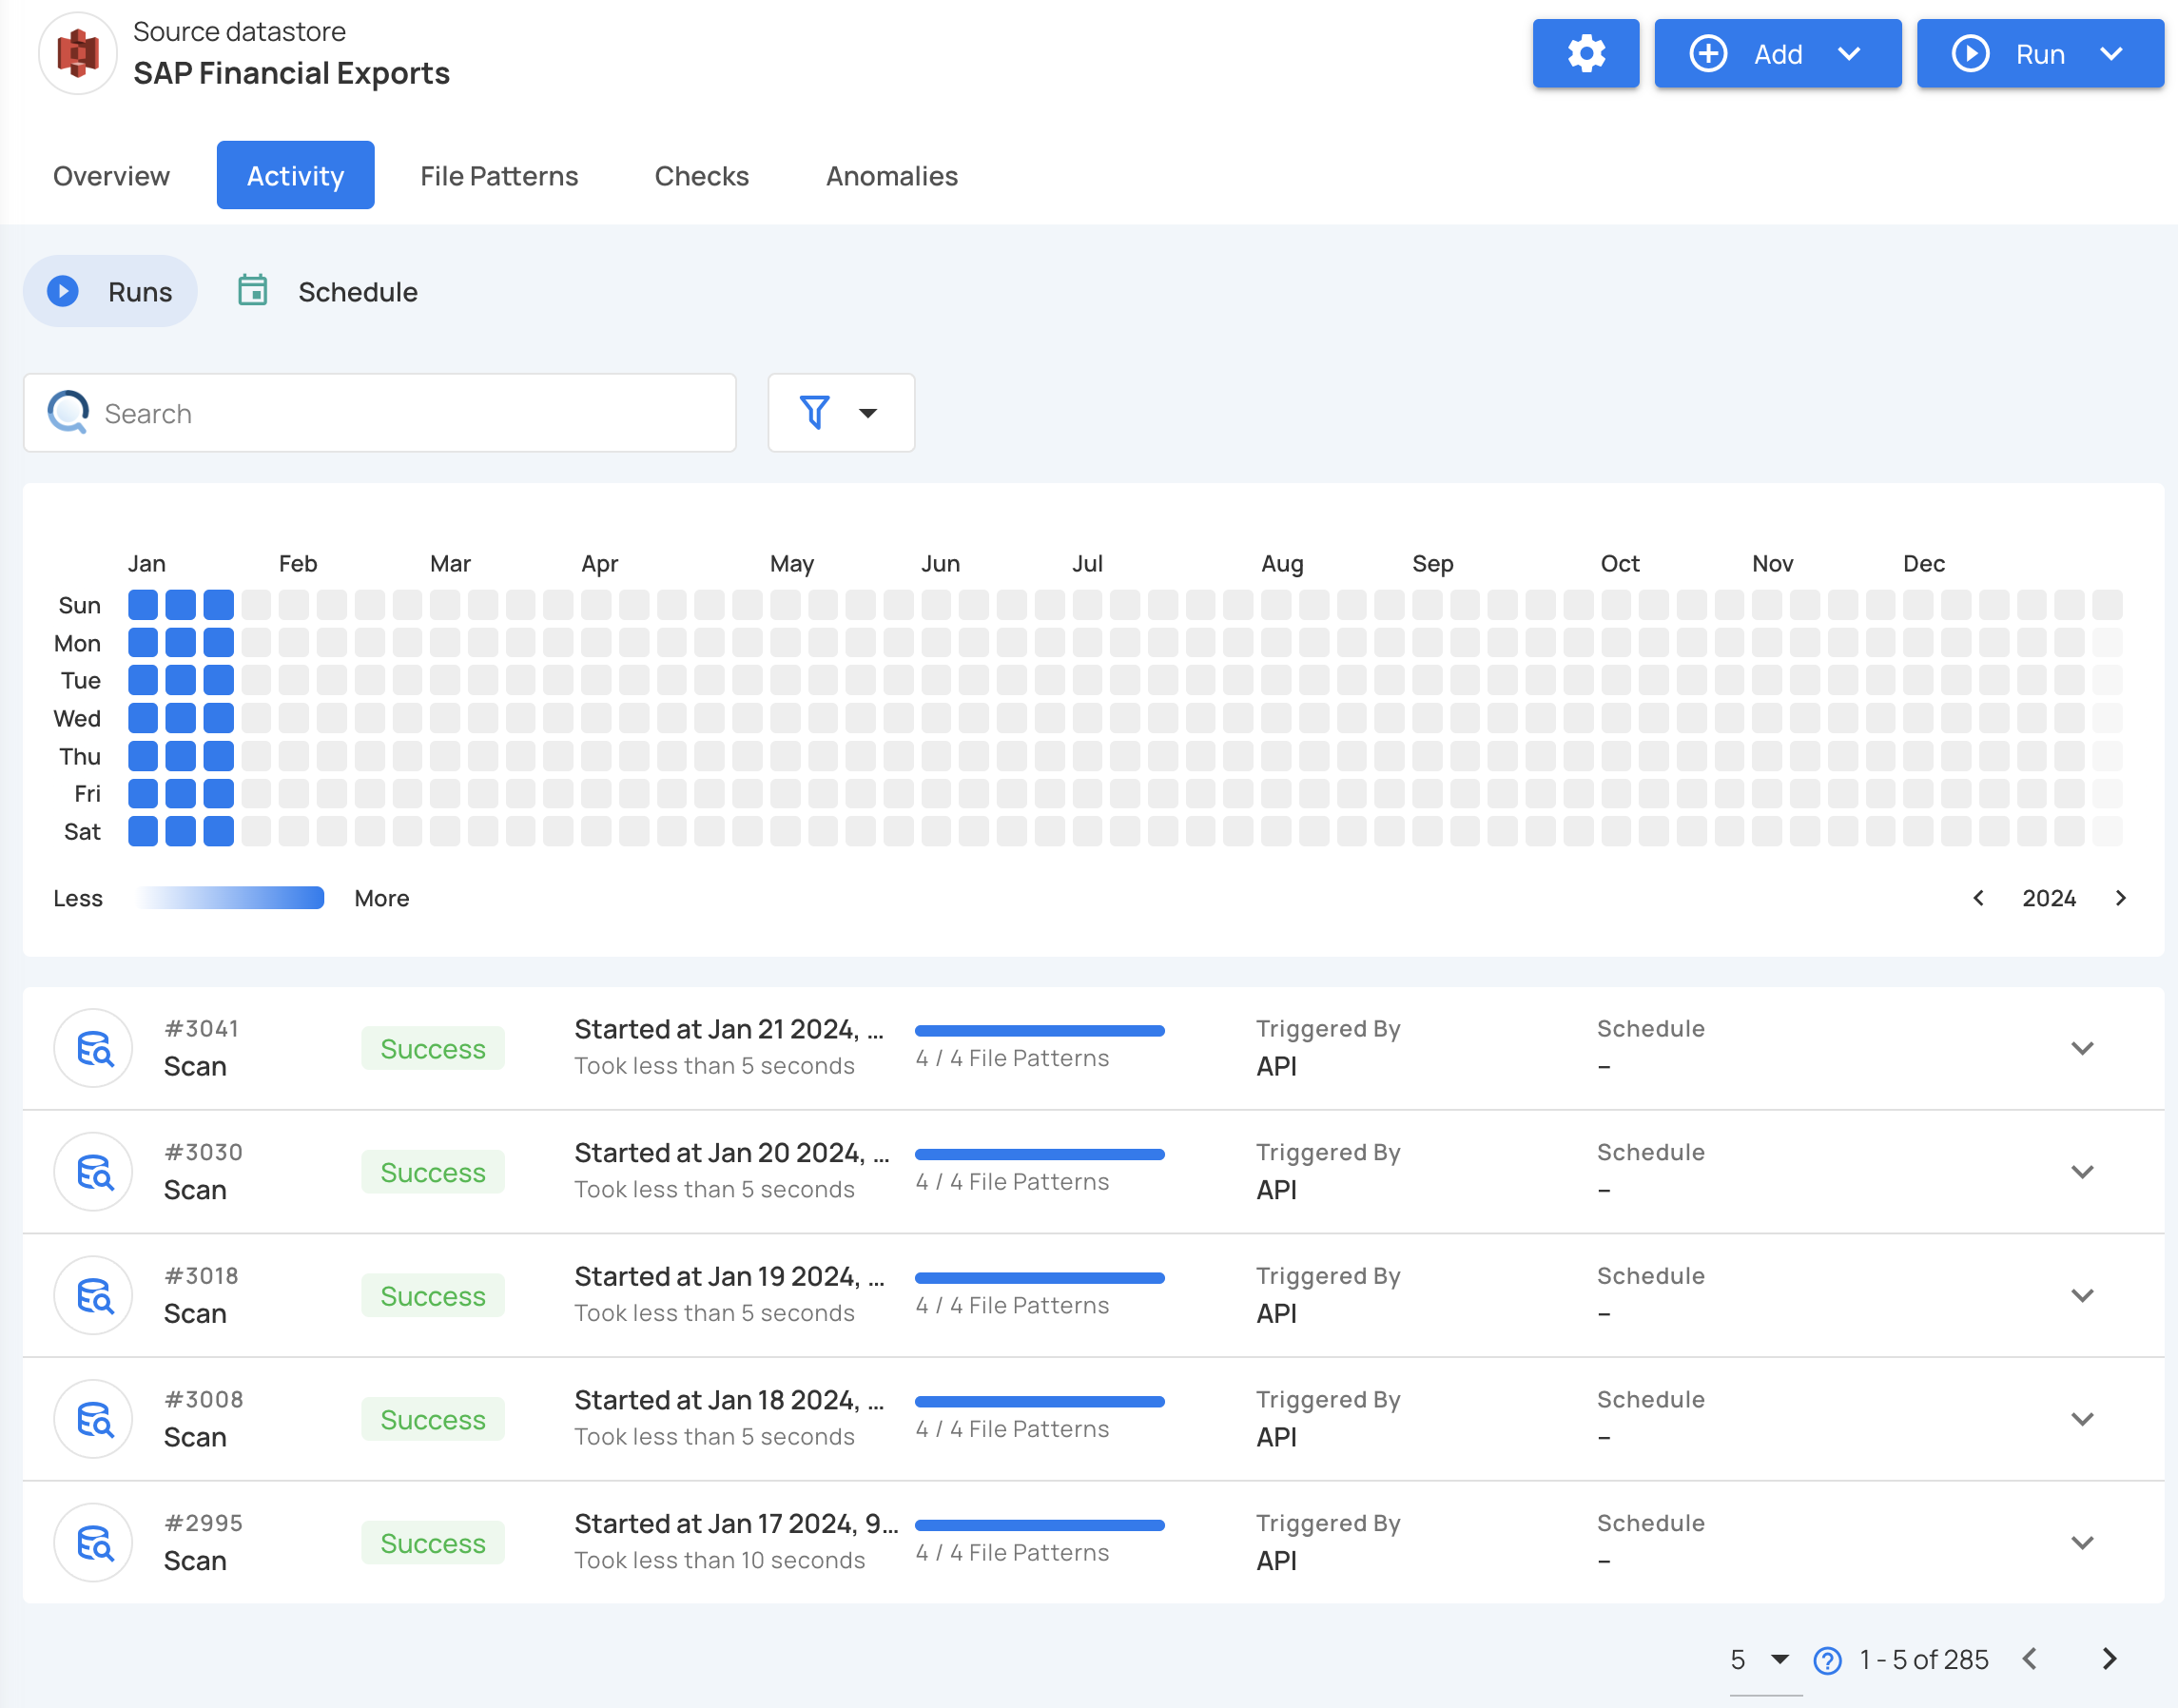 Source datastore
SAP Financial Exports
Add
Run
Overview Activity File Patterns Checks Anomalies
Runs Schedule
Search
Jan Feb Mar Apr May Jun Jul Aug Sep Oct Nov Dec
Sun
Mon
Tue
Wed
Thu
Fri
Sat
Less More 2024
#3041 Started at Jan 21 2024, ... Triggered By Schedule
Scan Success Took less than 5 seconds 4 / 4 File Patterns API –
#3030 Started at Jan 20 2024, ... Triggered By Schedule
Scan Success Took less than 5 seconds 4 / 4 File Patterns API –
#3018 Started at Jan 19 2024, ... Triggered By Schedule
Scan Success Took less than 5 seconds 4 / 4 File Patterns API –
#3008 Started at Jan 18 2024, ... Triggered By Schedule
Scan Success Took less than 5 seconds 4 / 4 File Patterns API –
#2995 Started at Jan 17 2024, 9... Triggered By Schedule
Scan Success Took less than 10 seconds 4 / 4 File Patterns API –
5 ? 1 - 5 of 285